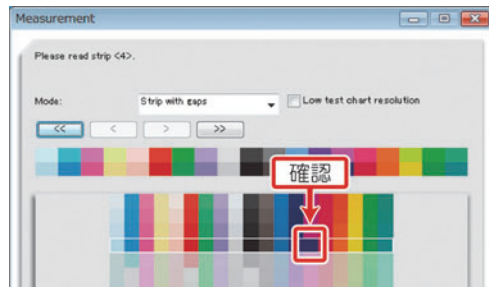 Measurement
Please read strip <4>.
Mode: Strip with gaps Low test chart resolution
<< < > >>
確認